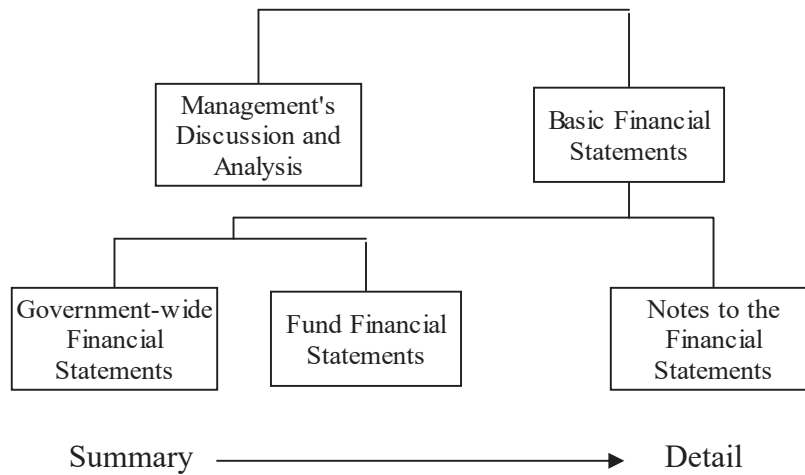 Management's
Discussion and
Analysis
Basic Financial
Statements
Government-wide
Financial
Statements
Fund Financial
Statements
Notes to the
Financial
Statements
Summary
Detail